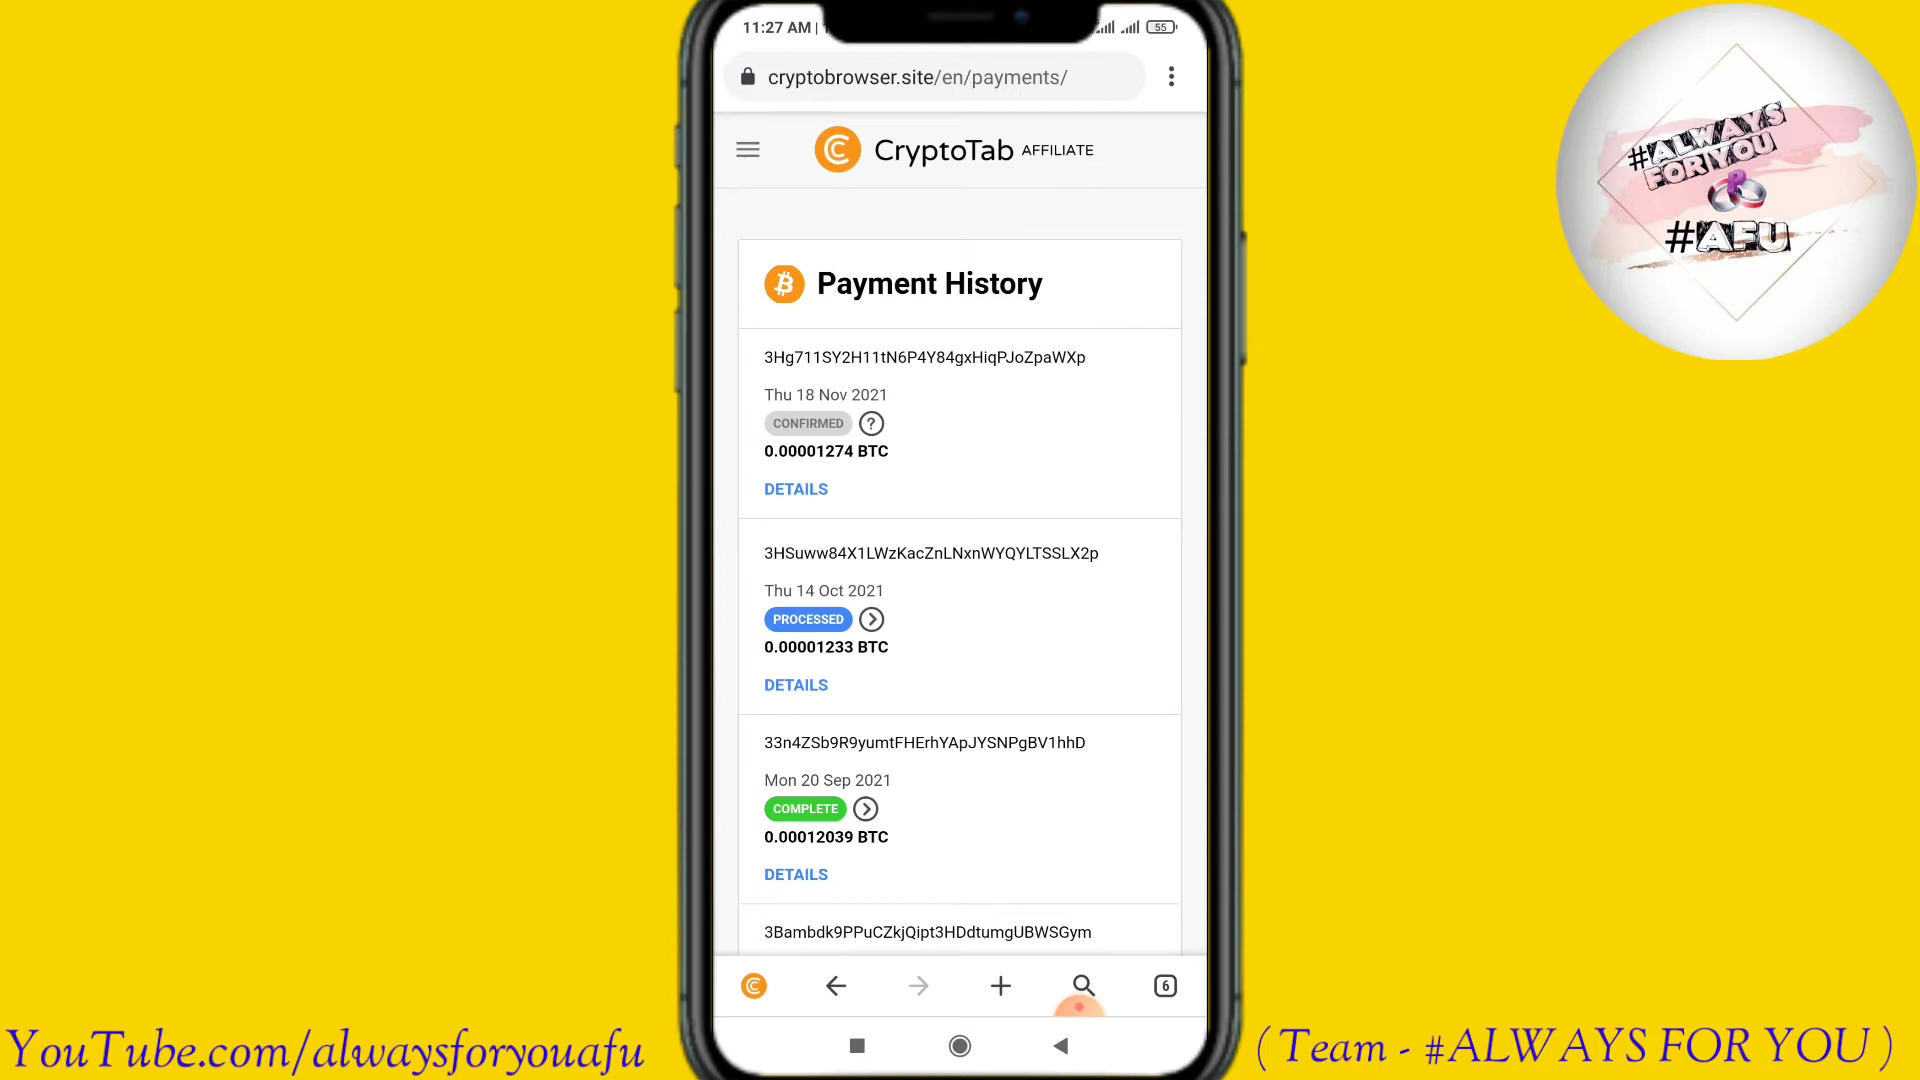 11:27 AM |
55
cryptobrowser.site/en/payments/
CryptoTab AFFILIATE
Payment History
3Hg711SY2H11tN6P4Y84gxHiqPJoZpaWXp
Thu 18 Nov 2021
CONFIRMED ?
0.00001274 BTC
DETAILS
3HSuww84X1LWzKacZnLNxnWYQYLTSSLX2p
Thu 14 Oct 2021
PROCESSED
0.00001233 BTC
DETAILS
33n4ZSb9R9yumtFHErhYApJYSNPgBV1hhD
Mon 20 Sep 2021
COMPLETE
0.00012039 BTC
DETAILS
3Bambdk9PPuCZkjQipt3HDdtumgUBWSGym
6
#ALWAYS
FOR YOU
#AFU
YouTube.com/alwaysforyouafu
( Team - #ALWAYS FOR YOU )